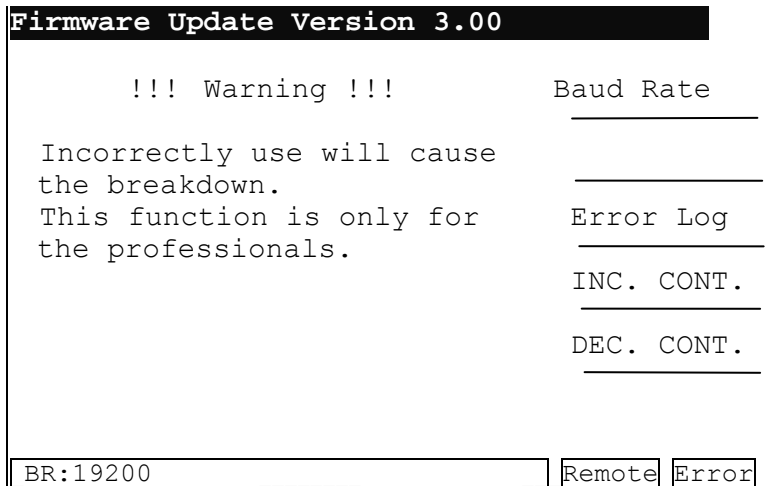 Firmware Update Version 3.00
!!! Warning !!!
Incorrectly use will cause
the breakdown.
This function is only for
the professionals.
Baud Rate
Error Log
INC. CONT.
DEC. CONT.
BR:19200
Remote
Error